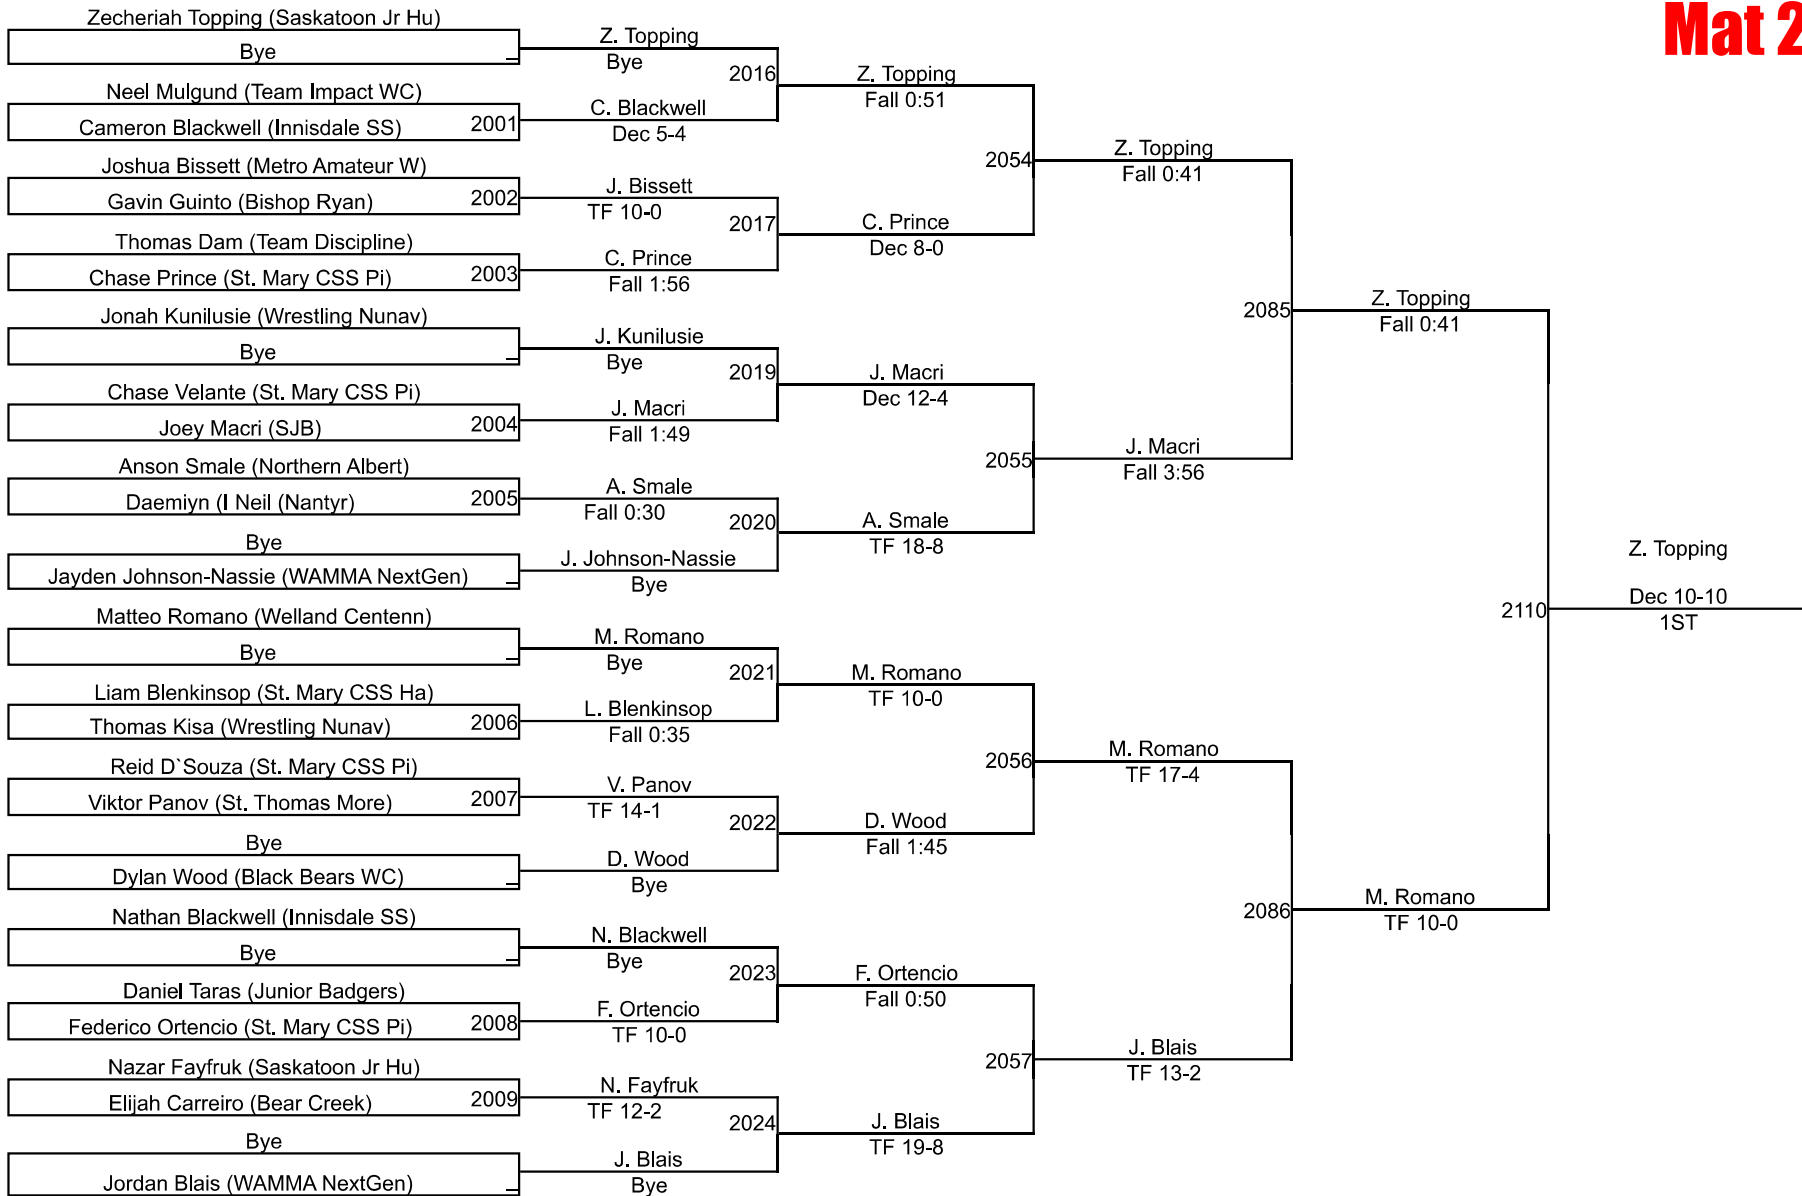 Mat 2
Zecheriah Topping (Saskatoon Jr Hu)
Bye _
Neel Mulgund (Team Impact WC)
Cameron Blackwell (Innisdale SS) 2001
Joshua Bissett (Metro Amateur W)
Gavin Guinto (Bishop Ryan) 2002
Thomas Dam (Team Discipline)
Chase Prince (St. Mary CSS Pi) 2003
Jonah Kunilusie (Wrestling Nunav)
Bye _
Chase Velante (St. Mary CSS Pi)
Joey Macri (SJB) 2004
Anson Smale (Northern Albert)
Daemiyn (I Neil (Nantyr) 2005
Bye
Jayden Johnson-Nassie (WAMMA NextGen) _
Matteo Romano (Welland Centenn)
Bye _
Liam Blenkinsop (St. Mary CSS Ha)
Thomas Kisa (Wrestling Nunav) 2006
Reid D`Souza (St. Mary CSS Pi)
Viktor Panov (St. Thomas More) 2007
Bye
Dylan Wood (Black Bears WC) _
Nathan Blackwell (Innisdale SS)
Bye _
Daniel Taras (Junior Badgers)
Federico Ortencio (St. Mary CSS Pi) 2008
Nazar Fayfruk (Saskatoon Jr Hu)
Elijah Carreiro (Bear Creek) 2009
Bye
Jordan Blais (WAMMA NextGen) _
Z. Topping
Bye
2016
C. Blackwell
Dec 5-4
J. Bissett
TF 10-0
2017
C. Prince
Fall 1:56
J. Kunilusie
Bye
2019
J. Macri
Fall 1:49
A. Smale
Fall 0:30
2020
J. Johnson-Nassie
Bye
M. Romano
Bye
2021
L. Blenkinsop
Fall 0:35
V. Panov
TF 14-1
2022
D. Wood
Bye
N. Blackwell
Bye
2023
F. Ortencio
TF 10-0
N. Fayfruk
TF 12-2
2024
J. Blais
Bye
Z. Topping
Fall 0:51
2054
C. Prince
Dec 8-0
J. Macri
Dec 12-4
2055
A. Smale
TF 18-8
M. Romano
TF 10-0
2056
D. Wood
Fall 1:45
F. Ortencio
Fall 0:50
2057
J. Blais
TF 19-8
Z. Topping
Fall 0:41
2085
J. Macri
Fall 3:56
M. Romano
TF 17-4
2086
J. Blais
TF 13-2
Z. Topping
Fall 0:41
2110
M. Romano
TF 10-0
Z. Topping
Dec 10-10
1ST